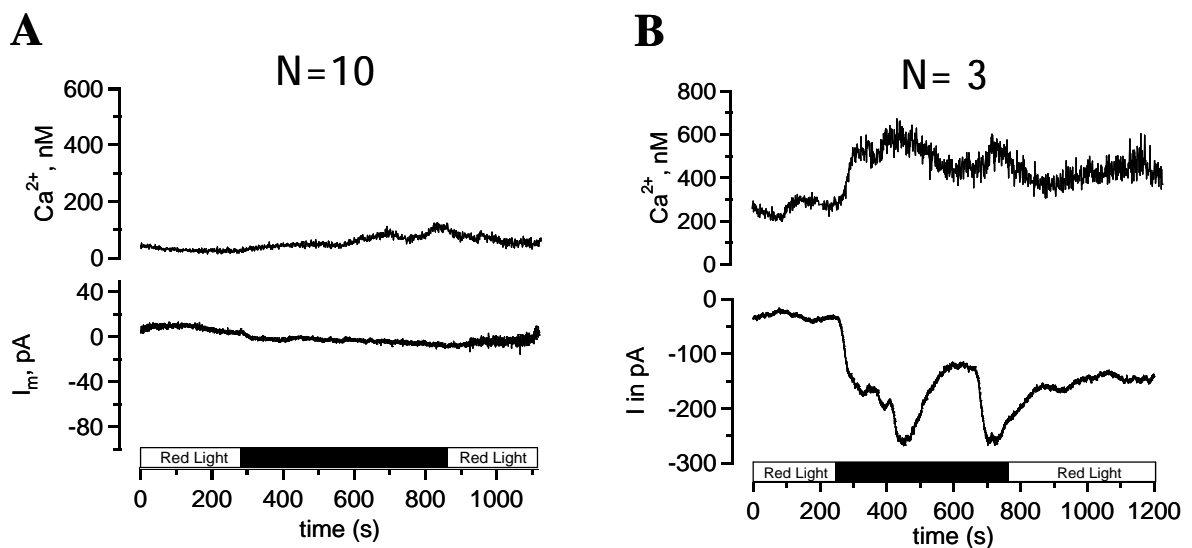 A
N=10
600
400
200
0
Ca2+, nM
40
0
-40
-80
Im, pA
Red Light Red Light
0 200 400 600 800 1000
time (s)
B
N= 3
800
600
400
200
0
Ca2+, nM
0
-100
-200
-300
I in pA
Red Light Red Light
0 200 400 600 800 1000 1200
time (s)